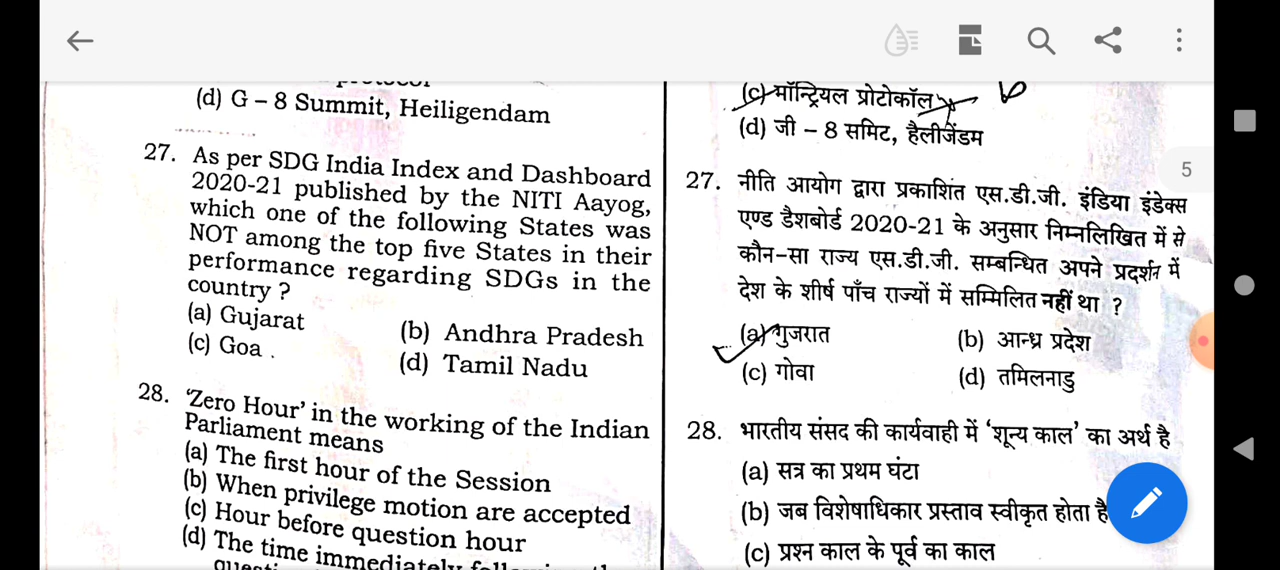 (d) G – 8 Summit, Heiligendam
27. As per SDG India Index and Dashboard
2020-21 published by the NITI Aayog,
which one of the following States was
NOT among the top five States in their
performance regarding SDGs in the
country ?
(a) Gujarat
(b) Andhra Pradesh
(c) Goa
(d) Tamil Nadu
28. ‘Zero Hour’ in the working of the Indian
Parliament means
(a) The first hour of the Session
(b) When privilege motion are accepted
(c) Hour before question hour
(d) The time immediately
(c) मॉन्ट्रियल प्रोटोकॉल
(d) जी – 8 समिट, हैलीजेंडम
5
27. नीति आयोग द्वारा प्रकाशित एस.डी.जी. इंडिया इंडेक्स
एण्ड डैशबोर्ड 2020-21 के अनुसार निम्नलिखित में से
कौन-सा राज्य एस.डी.जी. सम्बन्धित अपने प्रदर्शन में
देश के शीर्ष पाँच राज्यों में सम्मिलित नहीं था ?
(a) गुजरात
(b) आन्ध्र प्रदेश
(c) गोवा
(d) तमिलनाडु
28. भारतीय संसद की कार्यवाही में ‘शून्य काल’ का अर्थ है
(a) सत्र का प्रथम घंटा
(b) जब विशेषाधिकार प्रस्ताव स्वीकृत होता है
(c) प्रश्न काल के पूर्व का काल